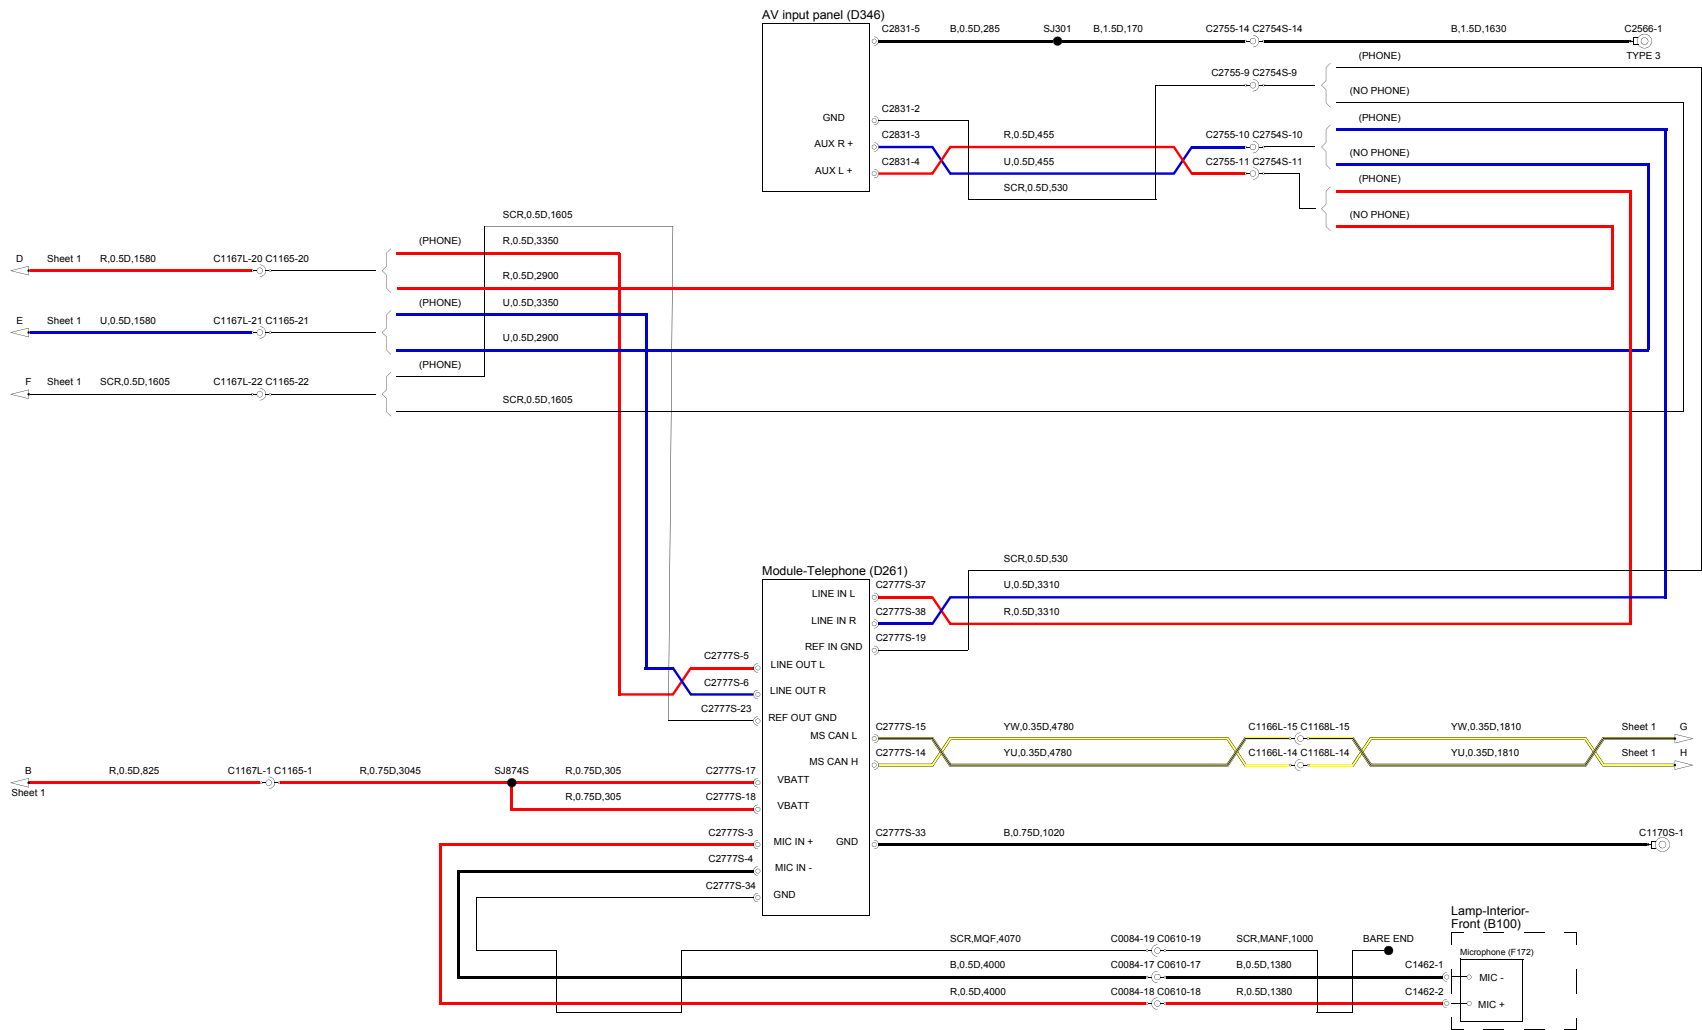 AV input panel (D346)
C2831-5 B,0.5D,285 SJ301 B,1.5D,170 C2755-14 C2754S-14 B,1.5D,1630 C2566-1
TYPE 3
(PHONE)
C2755-9 C2754S-9
(NO PHONE)
C2831-2
GND
(PHONE)
C2831-3 R,0.5D,455 C2755-10 C2754S-10
AUX R +
(NO PHONE)
C2831-4 U,0.5D,455 C2755-11 C2754S-11
AUX L +
(PHONE)
SCR,0.5D,530
(NO PHONE)
SCR,0.5D,1605
(PHONE) R,0.5D,3350
D Sheet 1 R,0.5D,1580 C1167L-20 C1165-20
R,0.5D,2900
(PHONE) U,0.5D,3350
E Sheet 1 U,0.5D,1580 C1167L-21 C1165-21
U,0.5D,2900
(PHONE)
F Sheet 1 SCR,0.5D,1605 C1167L-22 C1165-22
SCR,0.5D,1605
SCR,0.5D,530
Module-Telephone (D261)
C2777S-37 U,0.5D,3310
LINE IN L
C2777S-38 R,0.5D,3310
LINE IN R
C2777S-19
REF IN GND
C2777S-5
LINE OUT L
C2777S-6
LINE OUT R
C2777S-23
REF OUT GND
C2777S-15 YW,0.35D,4780 C1166L-15 C1168L-15 YW,0.35D,1810 Sheet 1 G
MS CAN L
C2777S-14 YU,0.35D,4780 C1166L-14 C1168L-14 YU,0.35D,1810 Sheet 1 H
MS CAN H
B R,0.5D,825 C1167L-1 C1165-1 R,0.75D,3045 SJ874S R,0.75D,305 C2777S-17
VBATT
Sheet 1
R,0.75D,305 C2777S-18
VBATT
C2777S-3 C2777S-33 B,0.75D,1020 C1170S-1
MIC IN + GND
C2777S-4
MIC IN -
C2777S-34
GND
Lamp-Interior-
Front (B100)
SCR,MQF,4070 C0084-19 C0610-19 SCR,MANF,1000 BARE END
Microphone (F172)
B,0.5D,4000 C0084-17 C0610-17 B,0.5D,1380 C1462-1
MIC -
R,0.5D,4000 C0084-18 C0610-18 R,0.5D,1380 C1462-2
MIC +